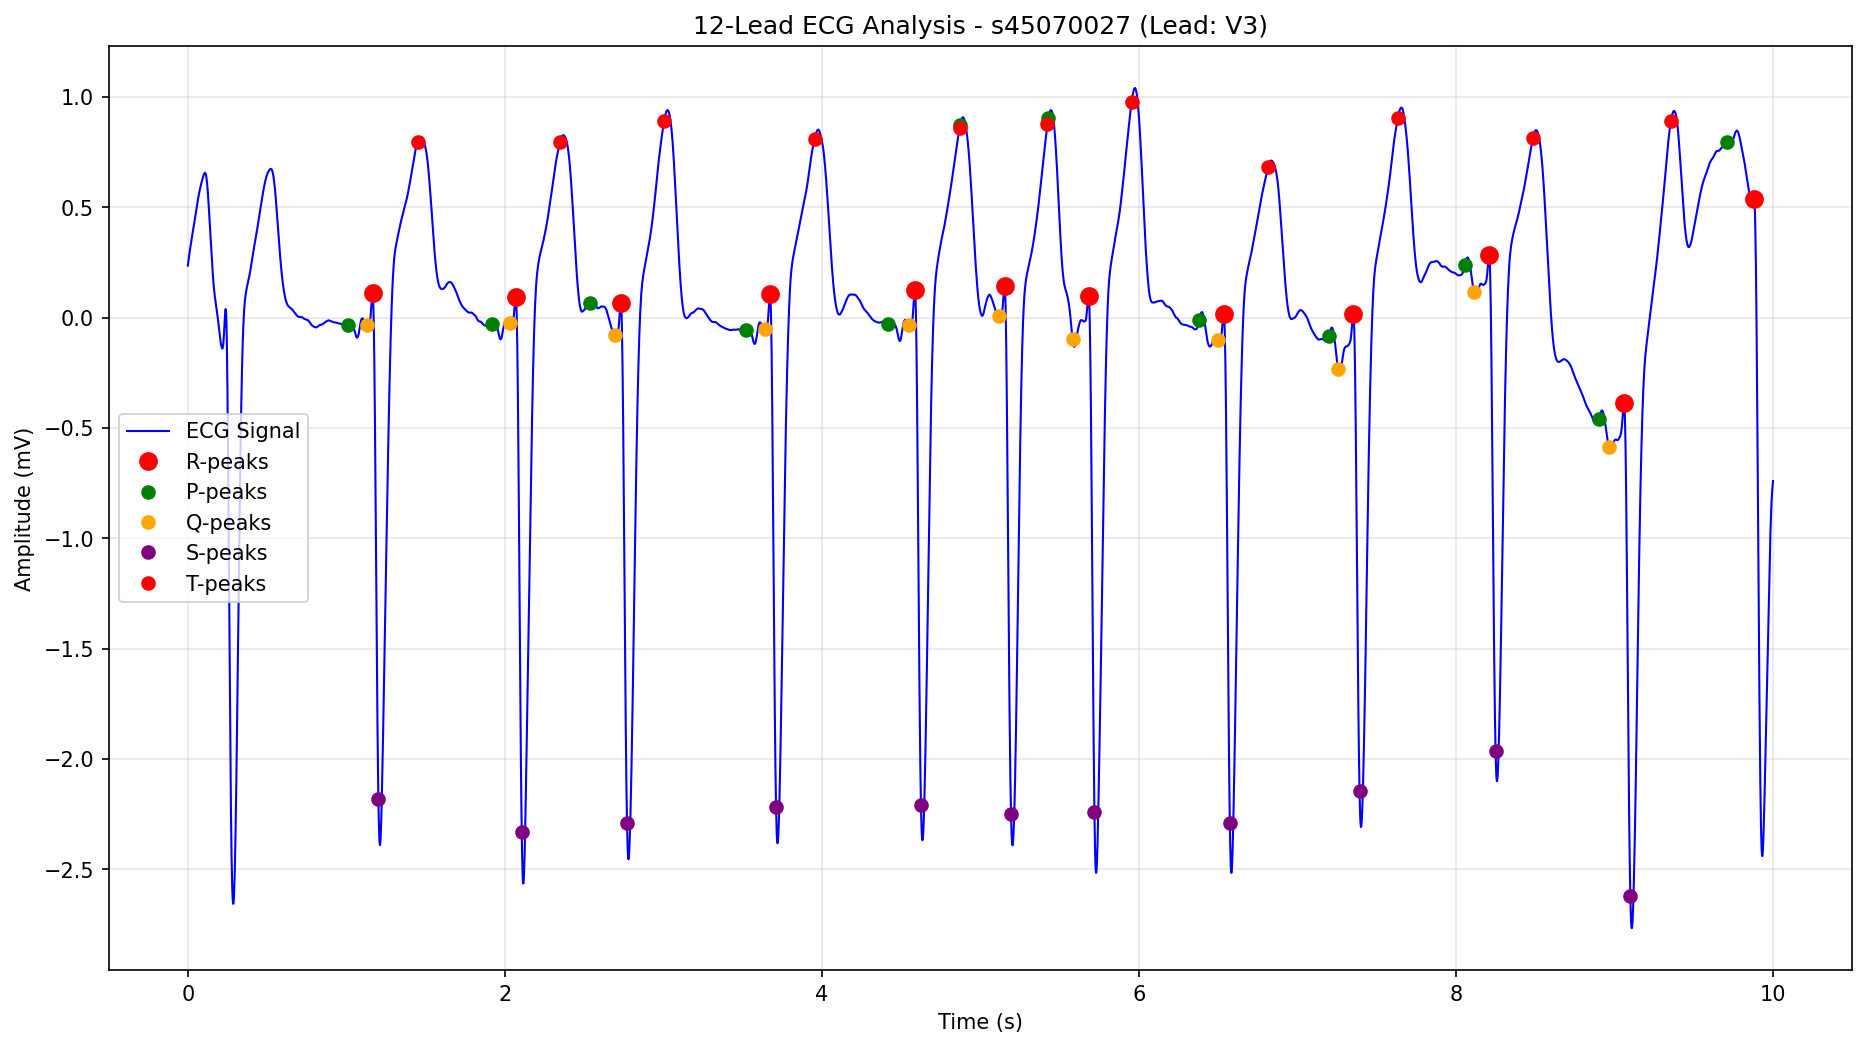 12-Lead ECG Analysis - s45070027 (Lead: V3)
1.0
0.5
0.0
−0.5
−1.0
−1.5
−2.0
−2.5
Amplitude (mV)
ECG Signal
R-peaks
P-peaks
Q-peaks
S-peaks
T-peaks
0 2 4 6 8 10
Time (s)